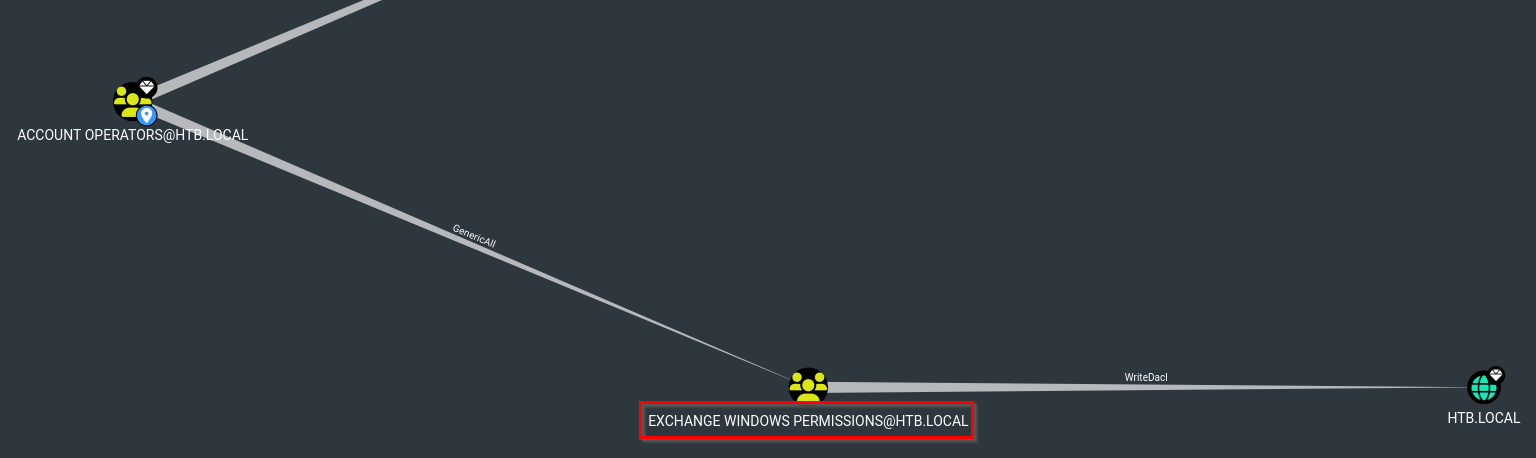 ACCOUNT OPERATORS@HTB.LOCAL
GenericAll
WriteDacl
EXCHANGE WINDOWS PERMISSIONS@HTB.LOCAL
HTB.LOCAL